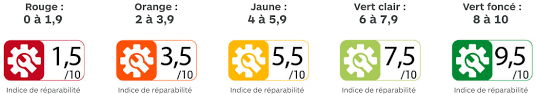 Rouge :
0 à 1,9
Orange :
2 à 3,9
Jaune :
4 à 5,9
Vert clair :
6 à 7,9
Vert foncé :
8 à 10
1,5
/10
Indice de réparabilité
3,5
/10
Indice de réparabilité
5,5
/10
Indice de réparabilité
7,5
/10
Indice de réparabilité
9,5
/10
Indice de réparabilité